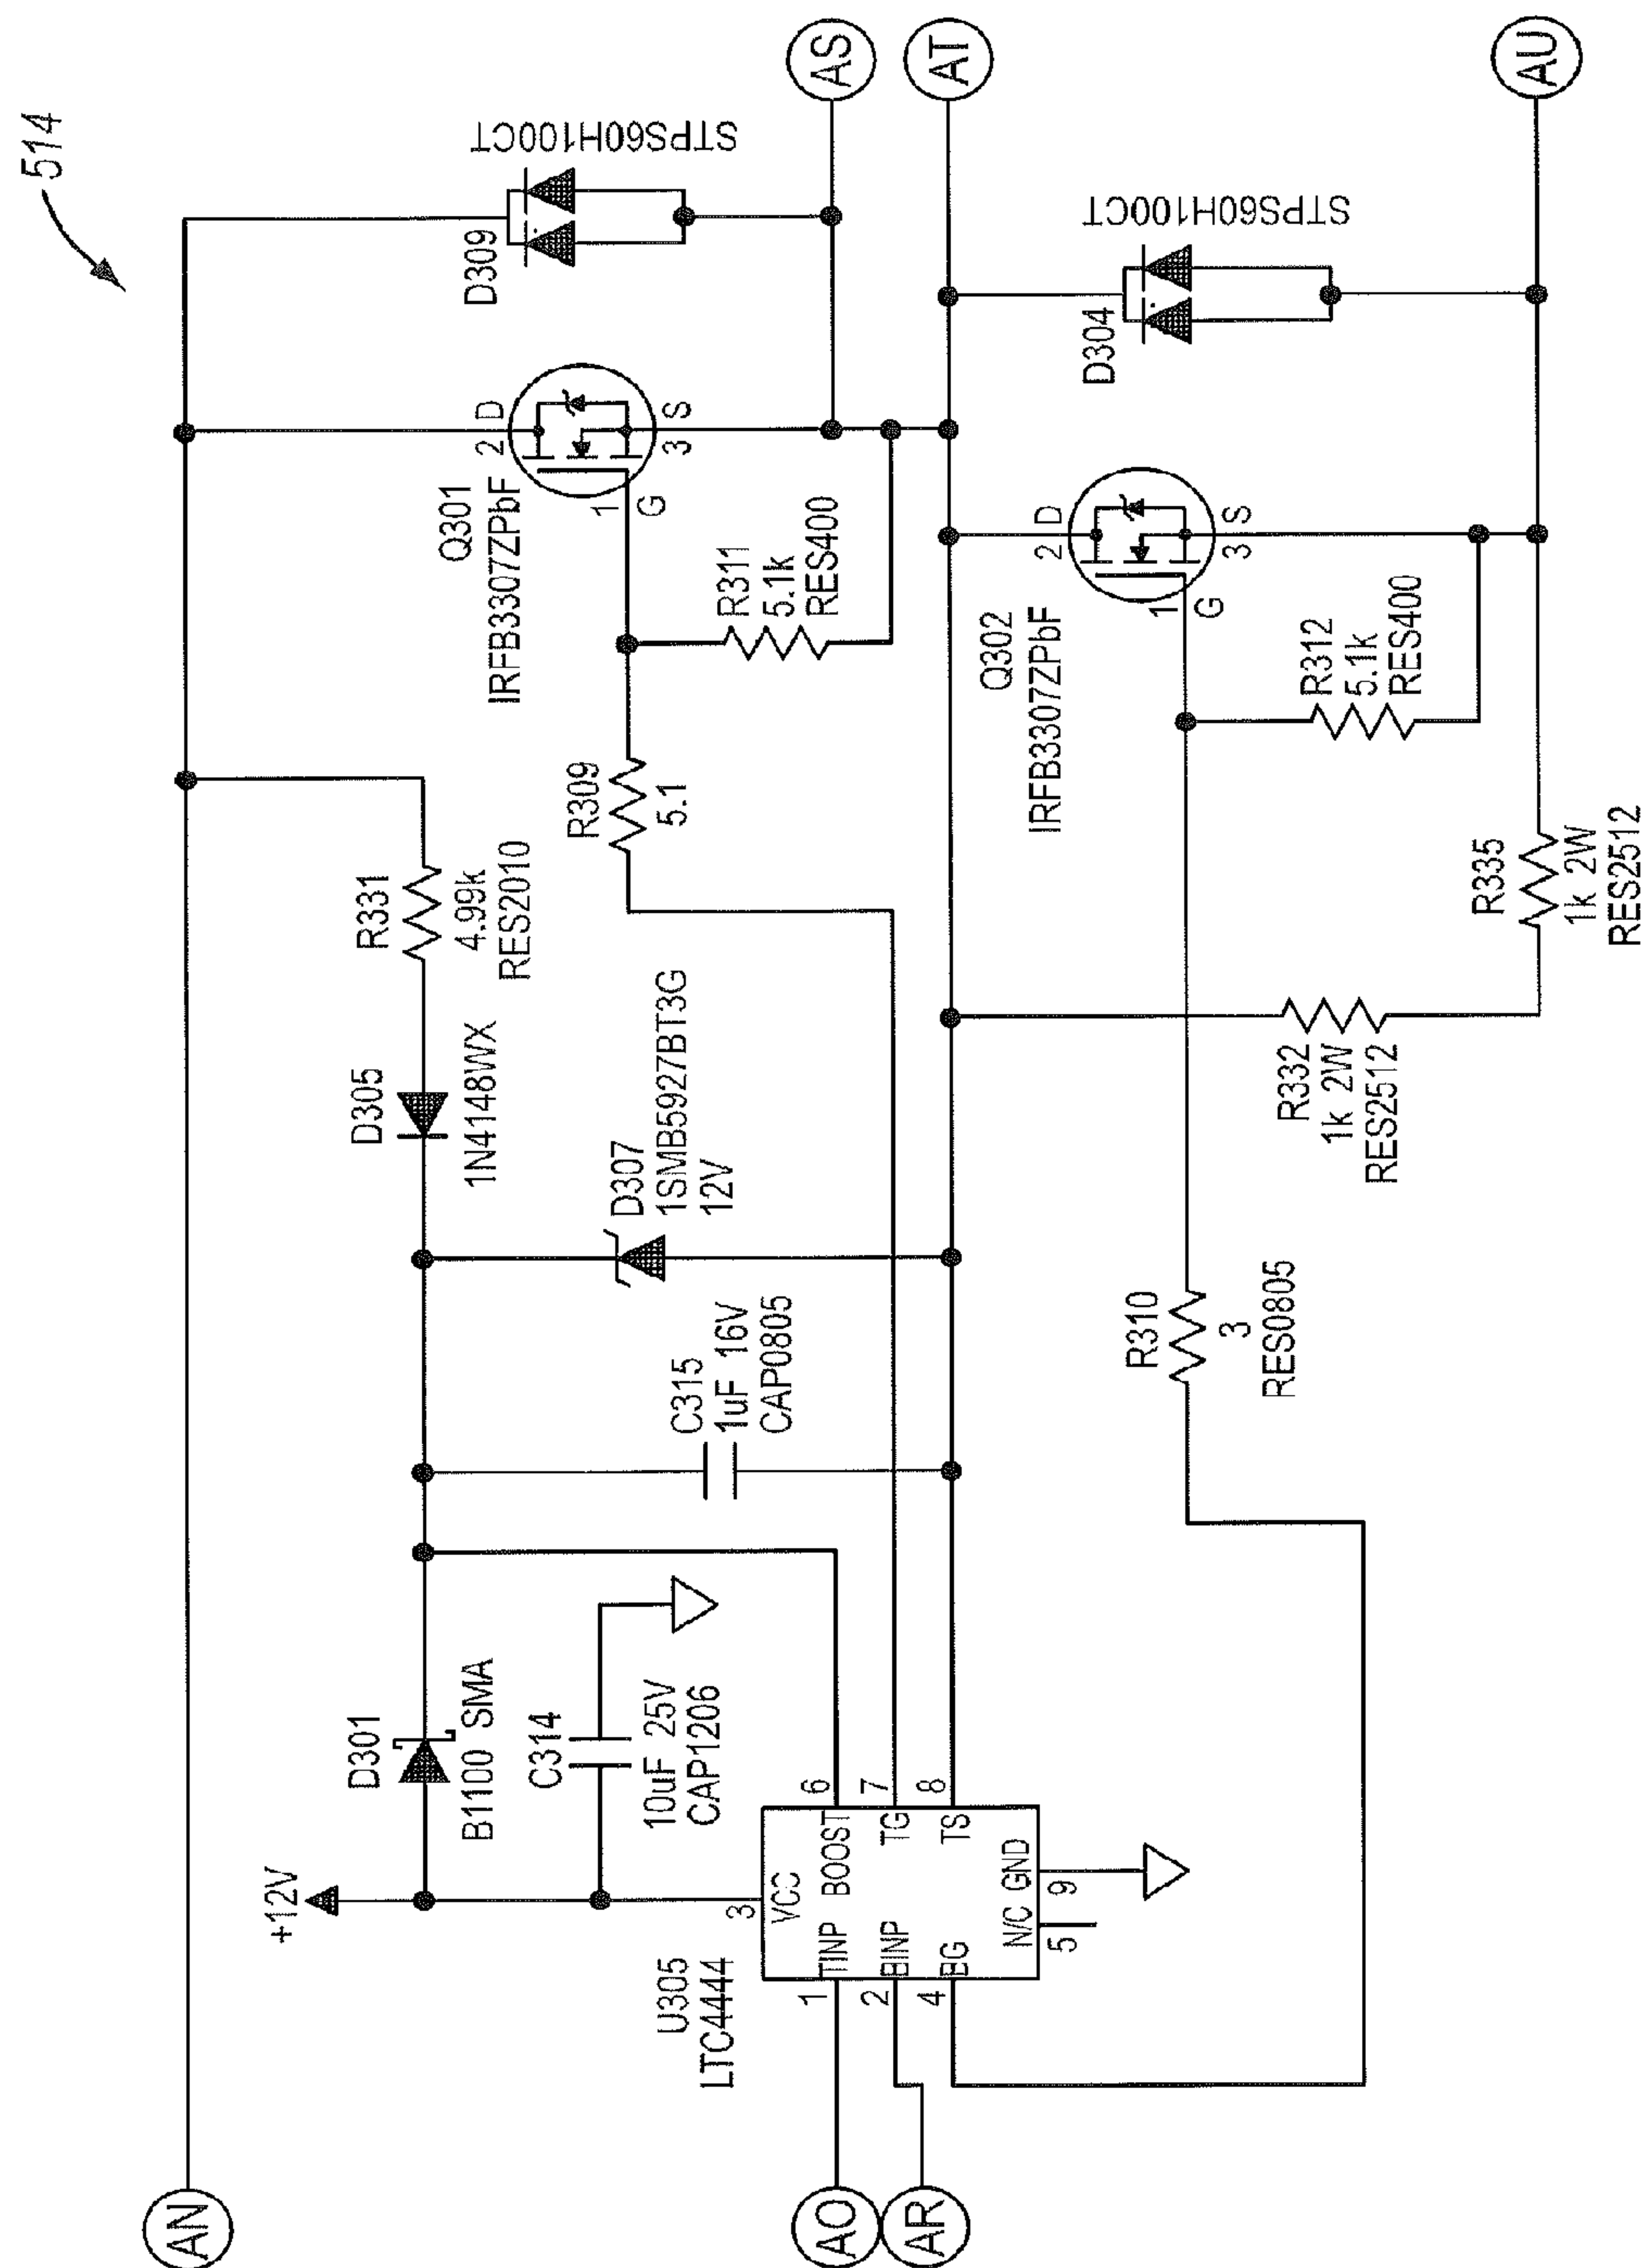 514
AN
AO
AR
AS
AT
AU
+12V
D301
B1100 SMA
C314
10uF 25V
CAP1206
U305
LTC4444
3
VCC
1
TINP
2
BINP
4
BG
BOOST
6
TG
7
TS
8
N/C
5
GND
9
C315
1uF 16V
CAP0805
D307
1SMB5927BT3G
12V
D305
1N4148WX
R331
4.99k
RES2010
R309
5.1
Q301
IRFB3307ZPbF
2
D
1
G
3
S
R311
5.1k
RES400
D309
STPS60H100CT
R310
3
RES0805
R332
1k 2W
RES2512
R335
1k 2W
RES2512
Q302
IRFB3307ZPbF
2
D
1
G
3
S
R312
5.1k
RES400
D304
STPS60H100CT